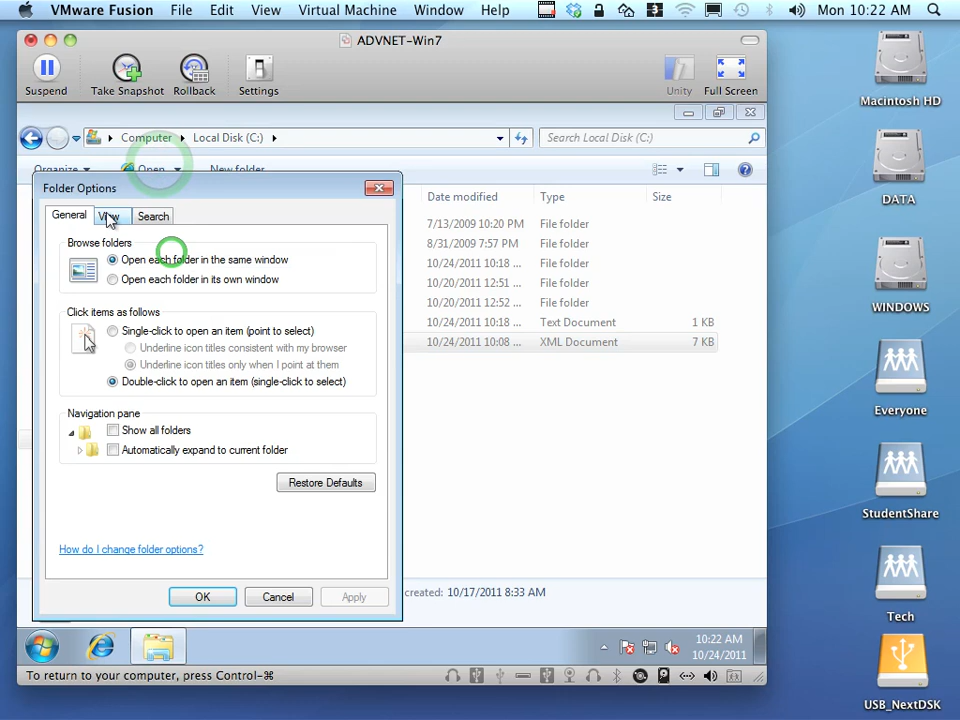 VMware Fusion File Edit View Virtual Machine Window Help Mon 10:22 AM
ADVNET-Win7
Suspend Take Snapshot Rollback Settings Unity Full Screen
Computer Local Disk (C:) Search Local Disk (C:)
Organize Open New folder
Folder Options
Date modified Type Size
General View Search
7/13/2009 10:20 PM File folder
8/31/2009 7:57 PM File folder
10/24/2011 10:18 ... File folder
10/20/2011 12:51 ... File folder
10/20/2011 12:52 ... File folder
10/24/2011 10:18 ... Text Document 1 KB
10/24/2011 10:08 ... XML Document 7 KB
Browse folders
Open each folder in the same window
Open each folder in its own window
Click items as follows
Single-click to open an item (point to select)
Underline icon titles consistent with my browser
Underline icon titles only when I point at them
Double-click to open an item (single-click to select)
Navigation pane
Show all folders
Automatically expand to current folder
Restore Defaults
How do I change folder options?
OK Cancel Apply
created: 10/17/2011 8:33 AM
10:22 AM
10/24/2011
To return to your computer, press Control-⌘
Macintosh HD
DATA
WINDOWS
Everyone
StudentShare
Tech
USB_NextDSK